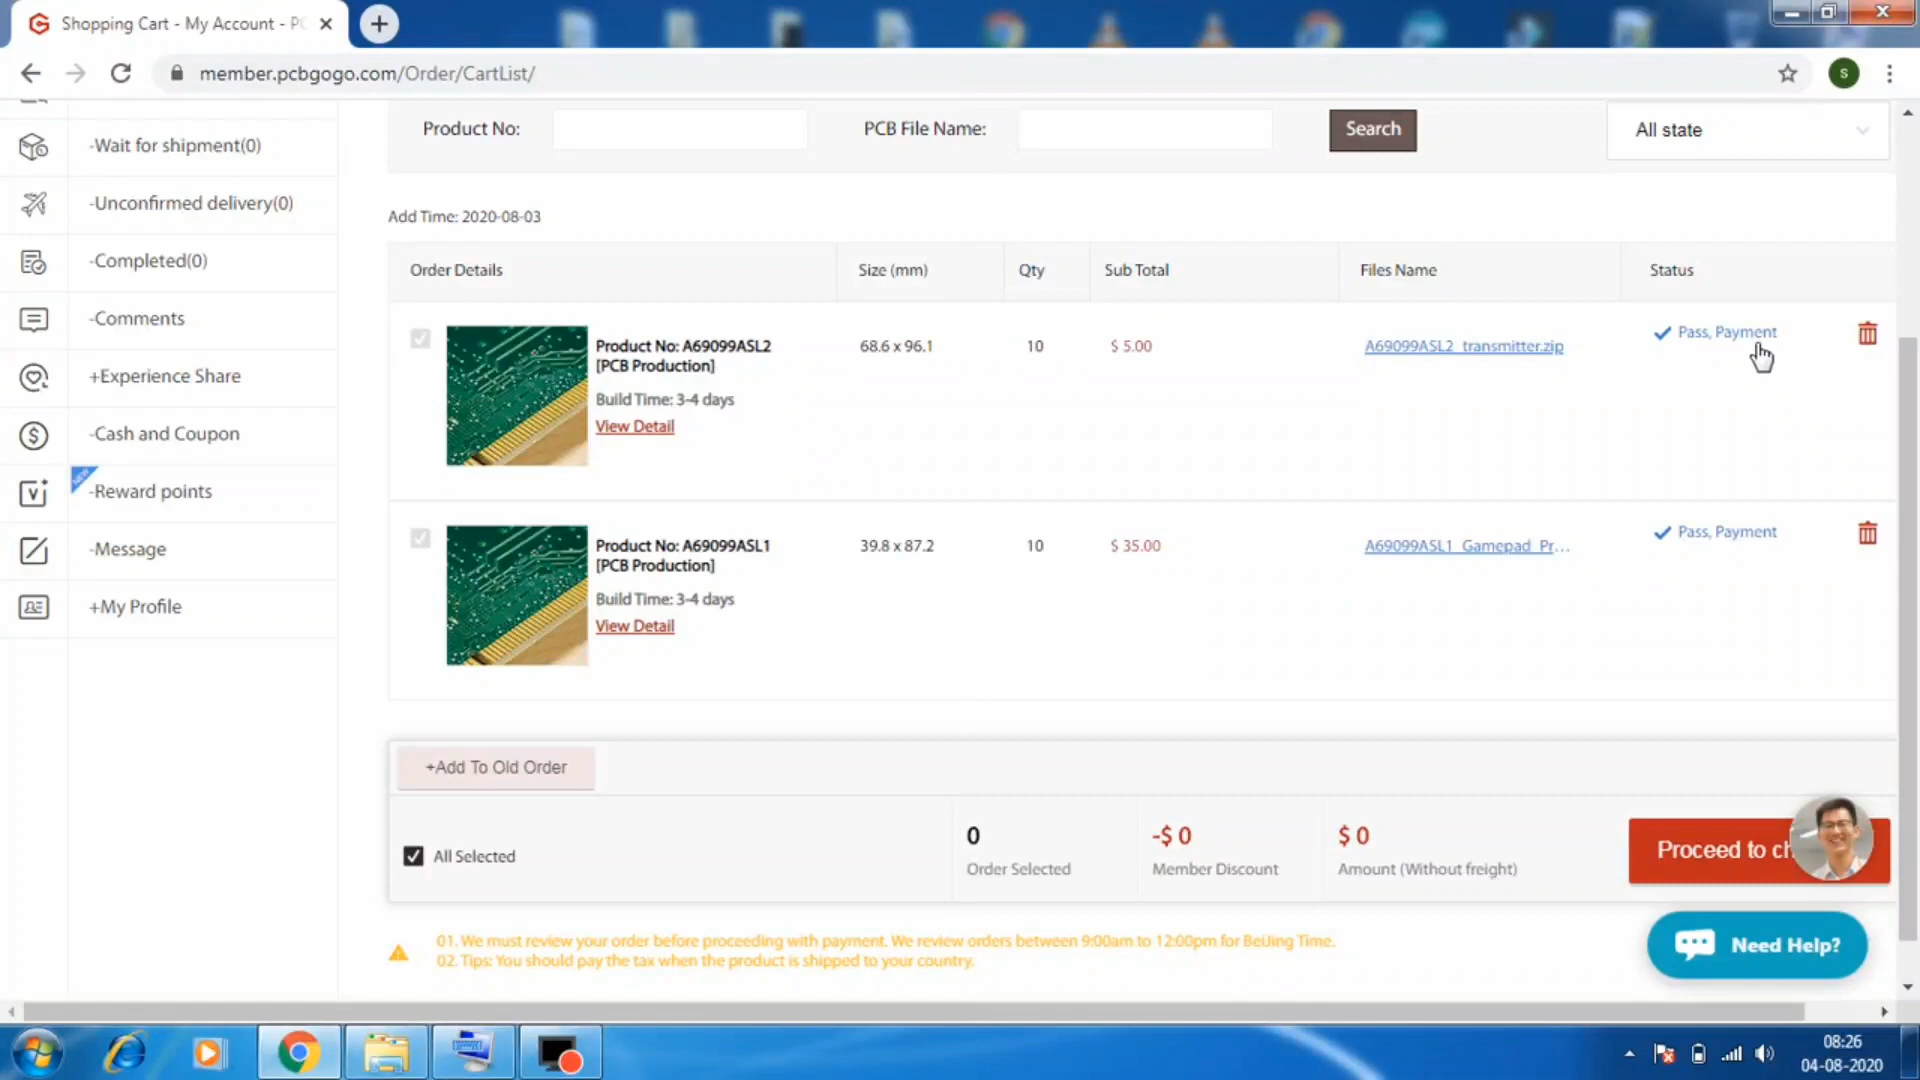 Shopping Cart - My Account - PC
member.pcbgogo.com/Order/CartList/
S
Product No:
PCB File Name:
Search
All state
-Wait for shipment(0)
-Unconfirmed delivery(0)
-Completed(0)
-Comments
+Experience Share
-Cash and Coupon
NEW
-Reward points
-Message
+My Profile
Add Time: 2020-08-03
Order Details
Size (mm)
Qty
Sub Total
Files Name
Status
Product No: A69099ASL2
[PCB Production]
Build Time: 3-4 days
View Detail
68.6 x 96.1
10
$ 5.00
A69099ASL2_transmitter.zip
Pass, Payment
Product No: A69099ASL1
[PCB Production]
Build Time: 3-4 days
View Detail
39.8 x 87.2
10
$ 35.00
A69099ASL1_Gamepad_Pr...
Pass, Payment
+Add To Old Order
All Selected
0
Order Selected
-$ 0
Member Discount
$ 0
Amount (Without freight)
Proceed to ch
01. We must review your order before proceeding with payment. We review orders between 9:00am to 12:00pm for BeiJing Time.
02. Tips: You should pay the tax when the product is shipped to your country.
Need Help?
08:26
04-08-2020